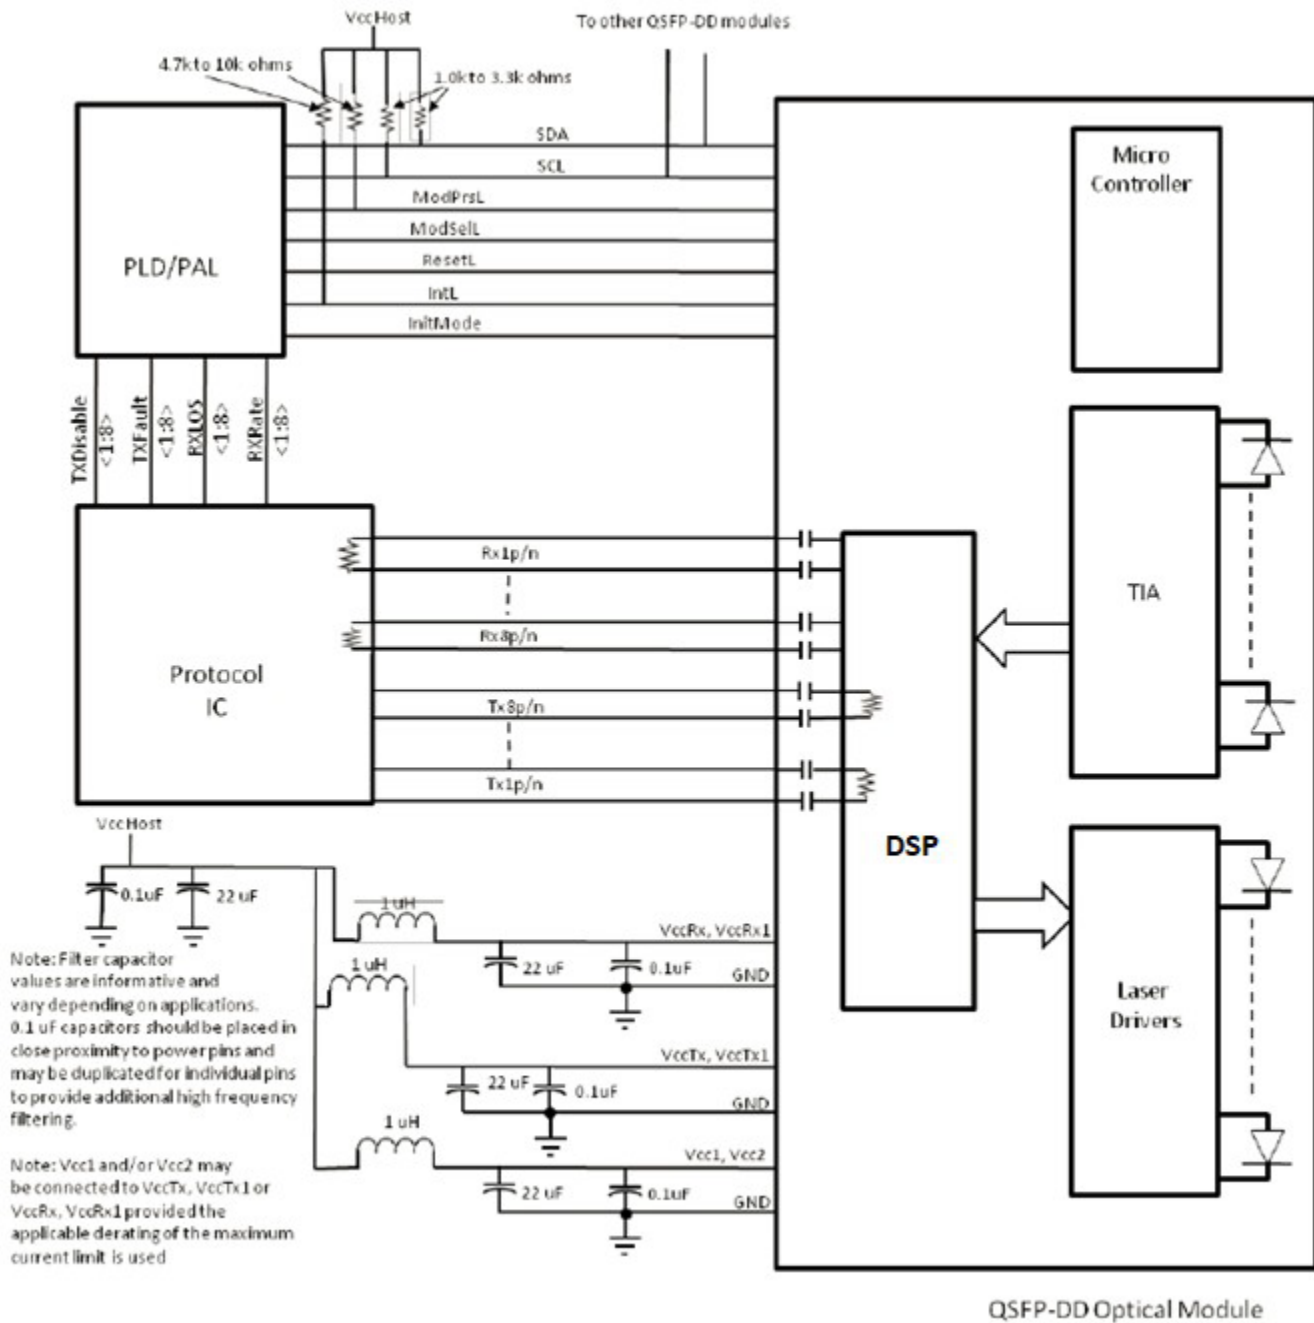 VccHost
To other QSFP-DD modules
4.7k to 10k ohms
1.0k to 3.3k ohms
SDA
SCL
ModPrsL
ModSelL
ResetL
IntL
InitMode
PLD/PAL
Micro
Controller
TXDisable
<1:8>
TXFault
<1:8>
RXLOS
<1:8>
RXRate
<1:8>
Rx1p/n
Rx8p/n
Tx8p/n
Tx1p/n
Protocol
IC
TIA
DSP
Laser
Drivers
VccHost
0.1uF
22 uF
1 uH
VccRx, VccRx1
22 uF
0.1uF
GND
1 uH
VccTx, VccTx1
22 uF
0.1uF
GND
1 uH
Vcc1, Vcc2
22 uF
0.1uF
GND
Note: Filter capacitor
values are informative and
vary depending on applications.
0.1 uf capacitors should be placed in
close proximity to power pins and
may be duplicated for individual pins
to provide additional high frequency
filtering.
Note: Vcc1 and/or Vcc2 may
be connected to VccTx, VccTx1 or
VccRx, VccRx1 provided the
applicable derating of the maximum
current limit is used
QSFP-DD Optical Module